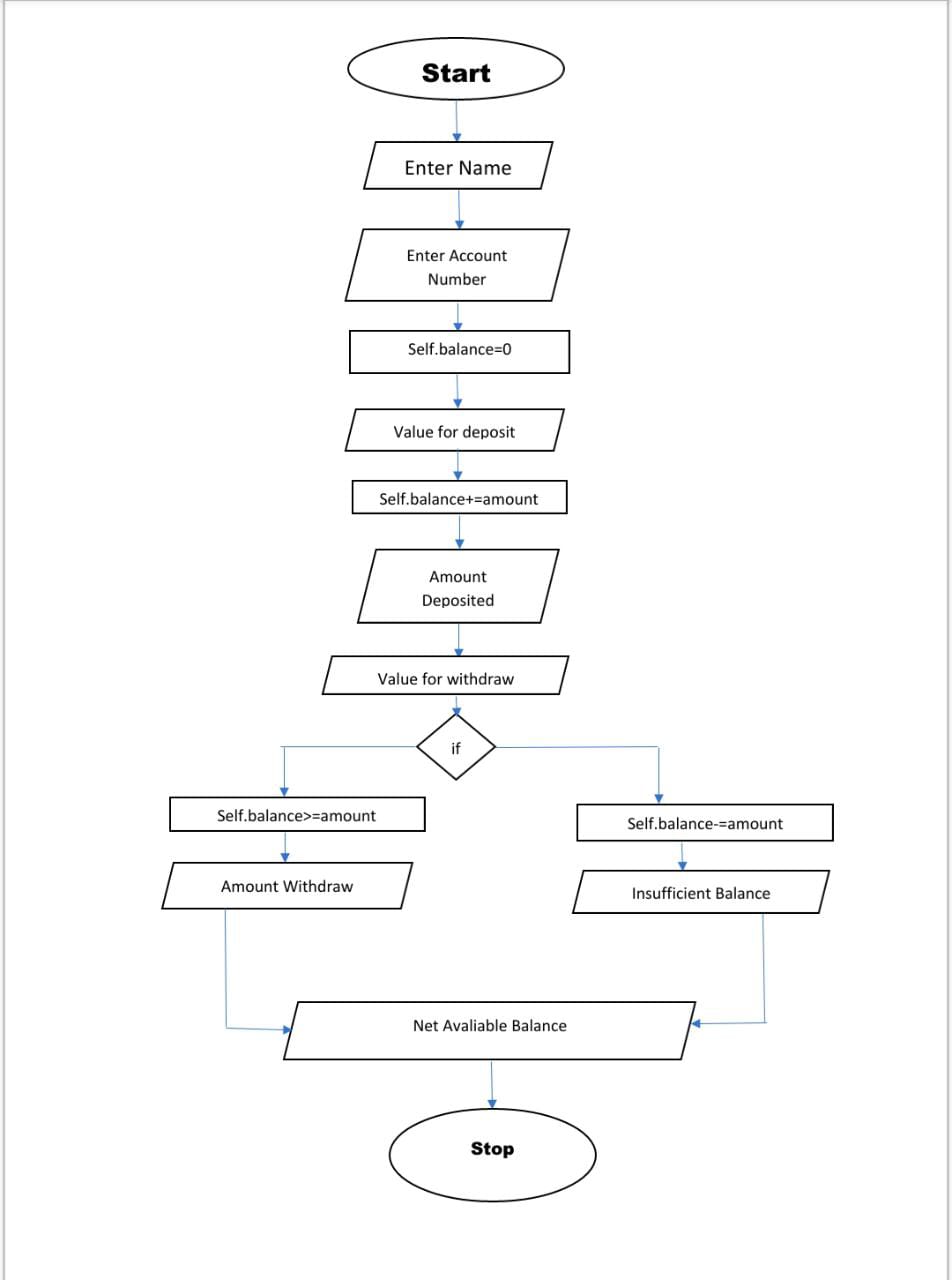 Start
Enter Name
Enter Account
Number
Self.balance=0
Value for deposit
Self.balance+=amount
Amount
Deposited
Value for withdraw
if
Self.balance>=amount
Self.balance-=amount
Amount Withdraw
Insufficient Balance
Net Avaliable Balance
Stop